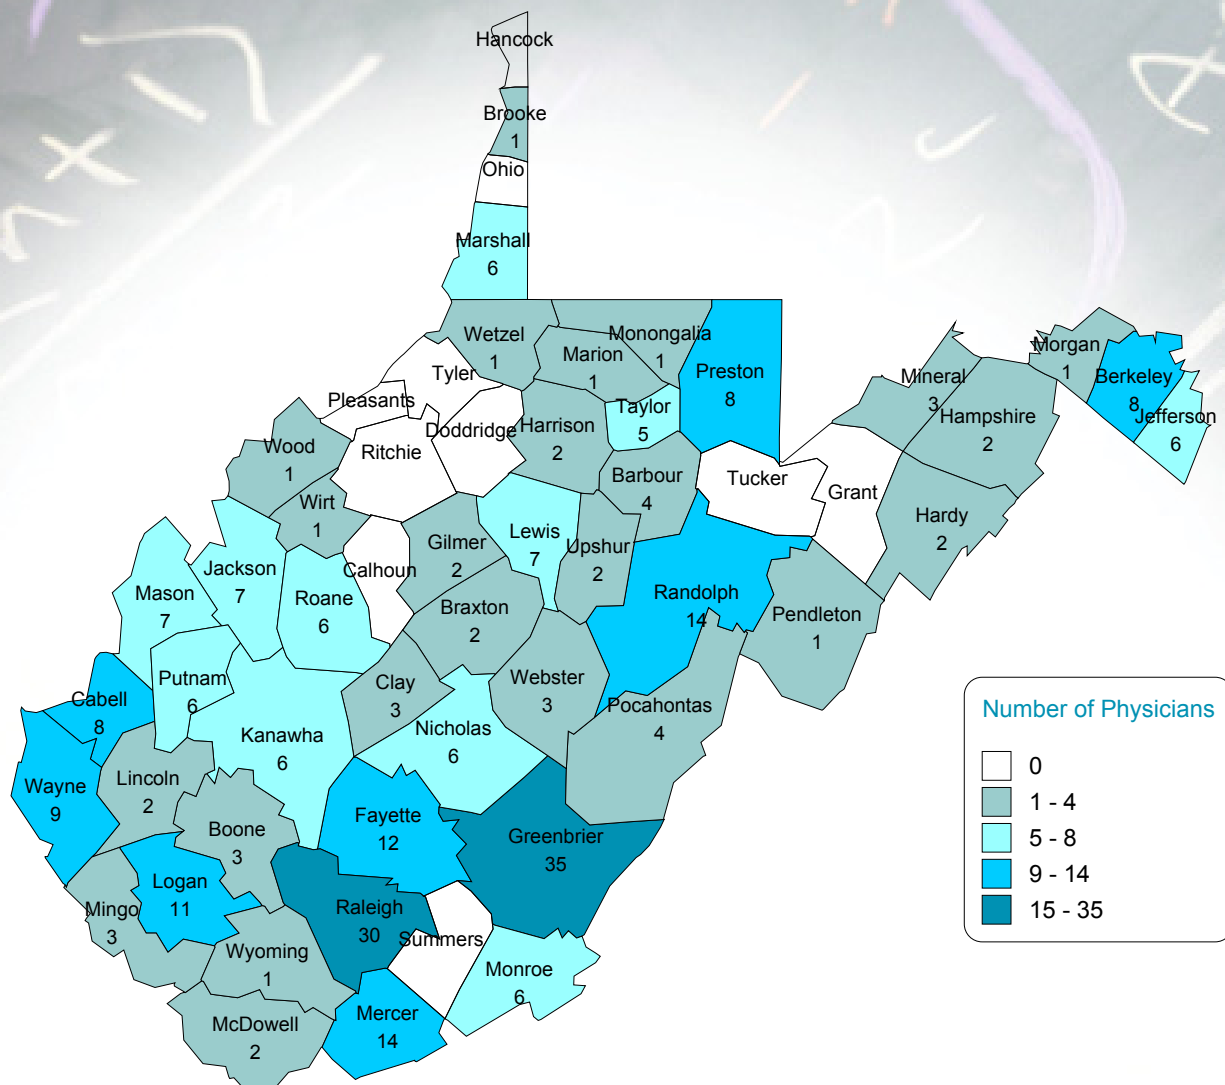 Hancock
Brooke
1
Ohio
Marshall
6
Wetzel
1
Monongalia
1
Marion
1
Preston
8
Tyler
Pleasants
Doddridge
Ritchie
Harrison
2
Taylor
5
Morgan
1
Berkeley
8
Jefferson
6
Mineral
3
Hampshire
2
Hardy
2
Grant
Tucker
Barbour
4
Wood
1
Wirt
1
Calhoun
Gilmer
2
Lewis
7
Upshur
2
Randolph
14
Pendleton
1
Mason
7
Jackson
7
Roane
6
Braxton
2
Webster
3
Pocahontas
4
Clay
3
Nicholas
6
Putnam
6
Kanawha
6
Cabell
8
Wayne
9
Lincoln
2
Boone
3
Logan
11
Mingo
3
Fayette
12
Greenbrier
35
Raleigh
30
Summers
Monroe
6
Wyoming
1
McDowell
2
Mercer
14
Number of Physicians
0
1 - 4
5 - 8
9 - 14
15 - 35